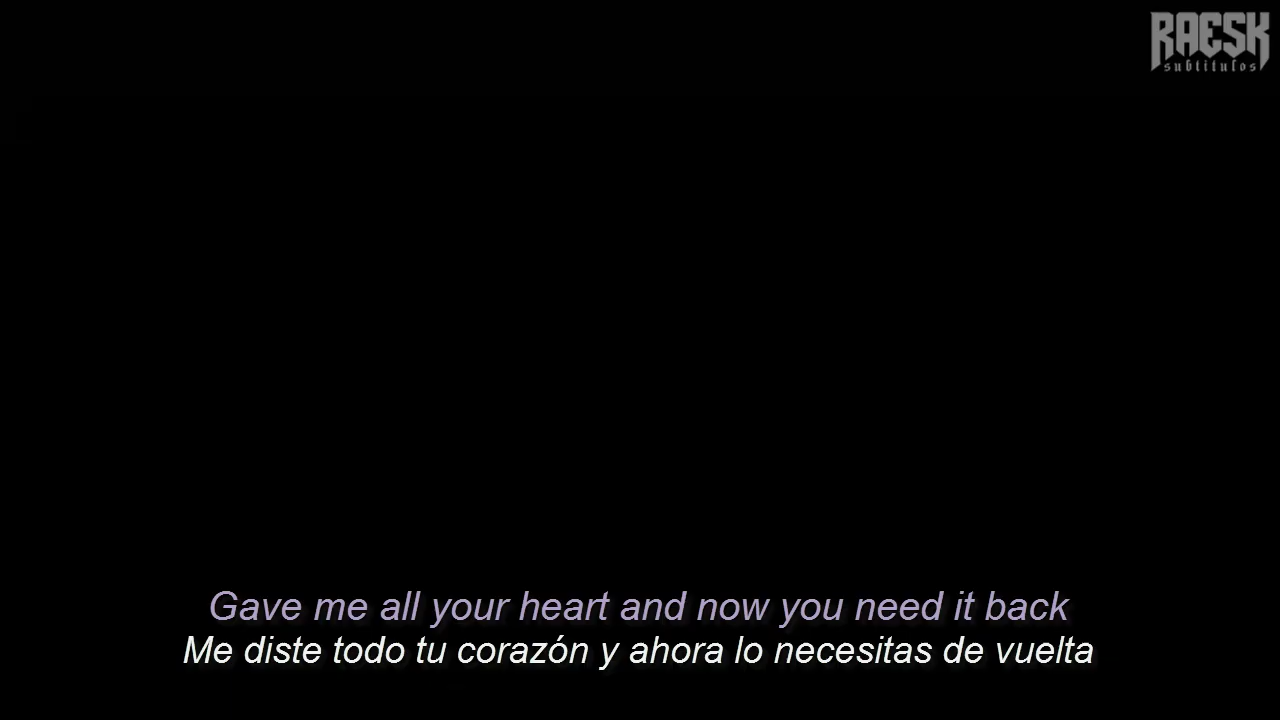 RAESK
subtitulos
Gave me all your heart and now you need it back
Me diste todo tu corazón y ahora lo necesitas de vuelta